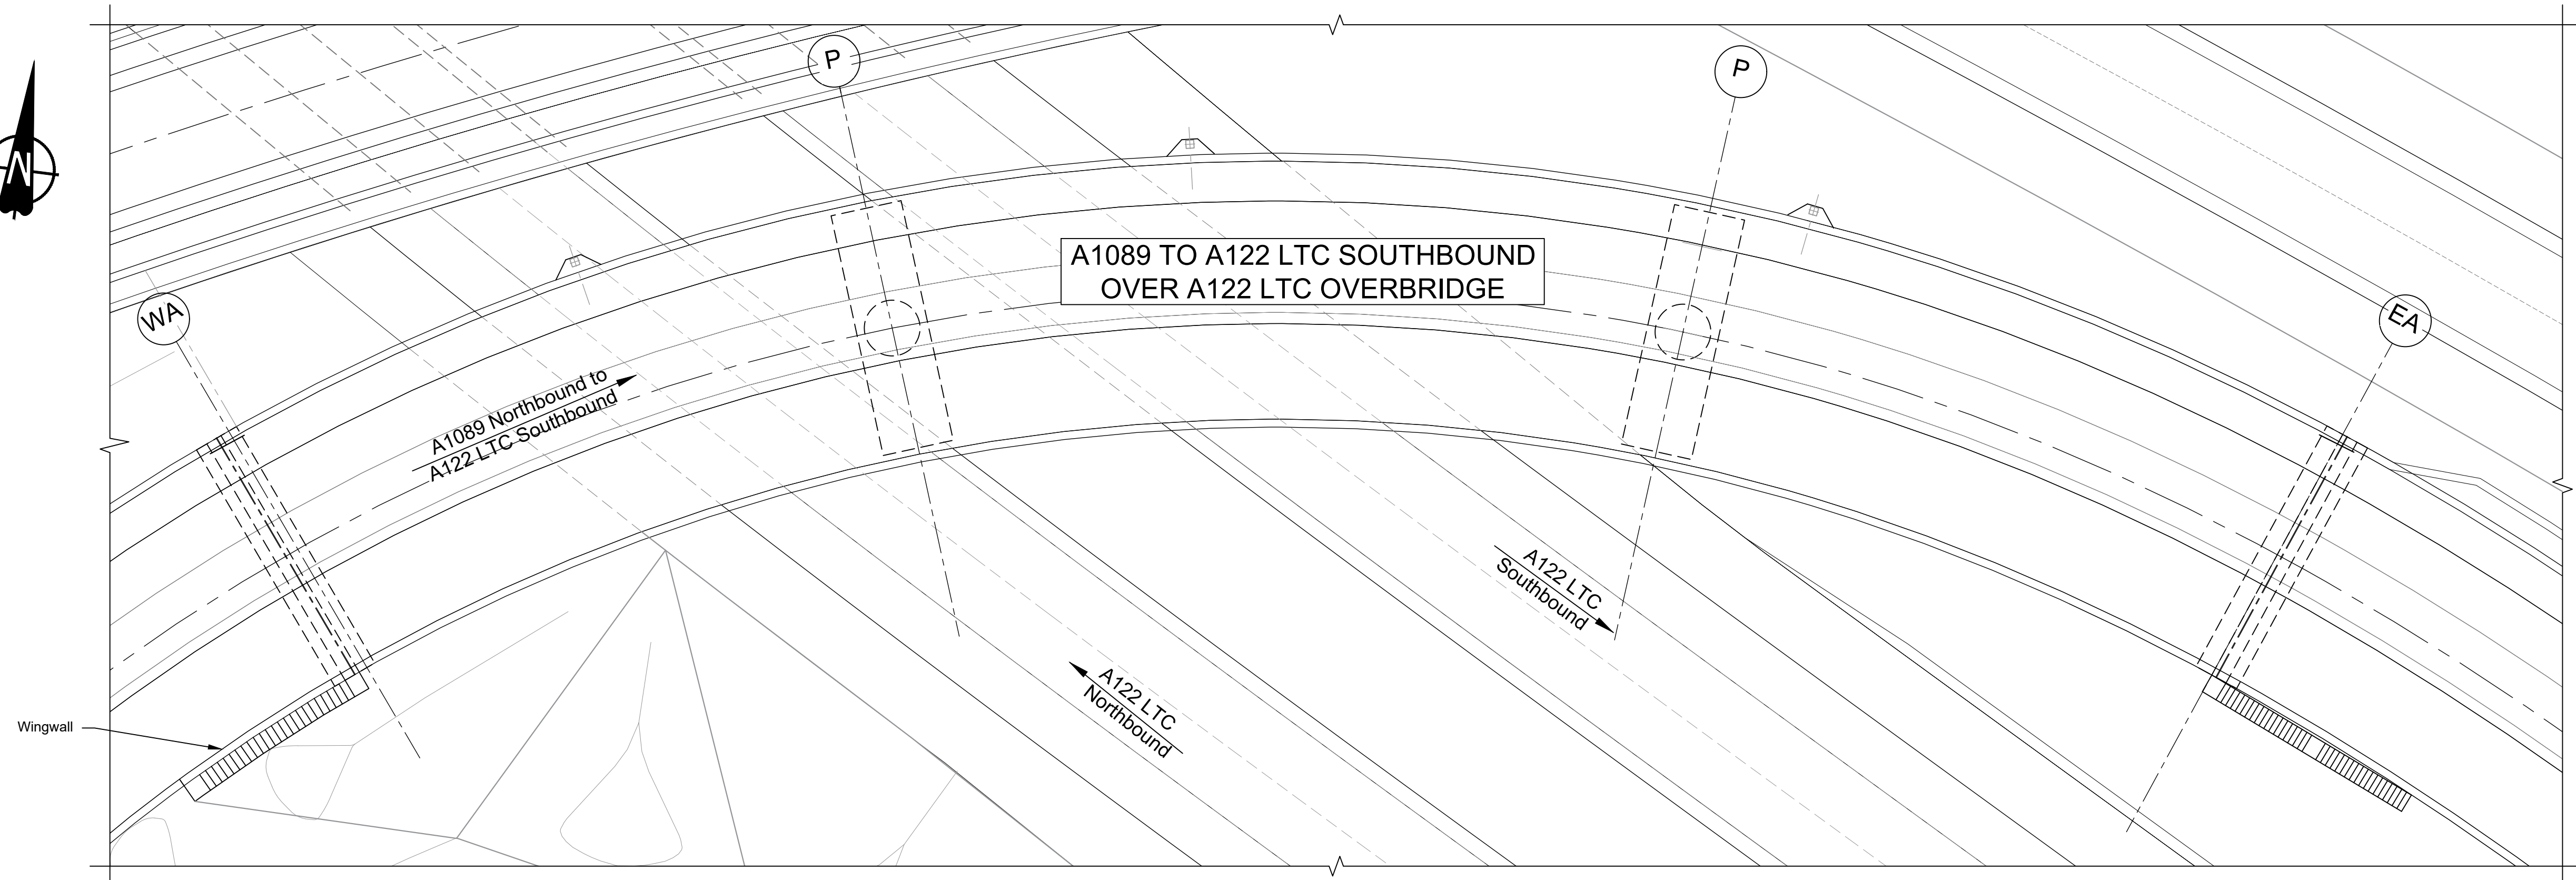 P
P
N
A1089 TO A122 LTC SOUTHBOUND
OVER A122 LTC OVERBRIDGE
WA
EA
A1089 Northbound to
A122 LTC Southbound
A122 LTC
Southbound
A122 LTC
Northbound
Wingwall